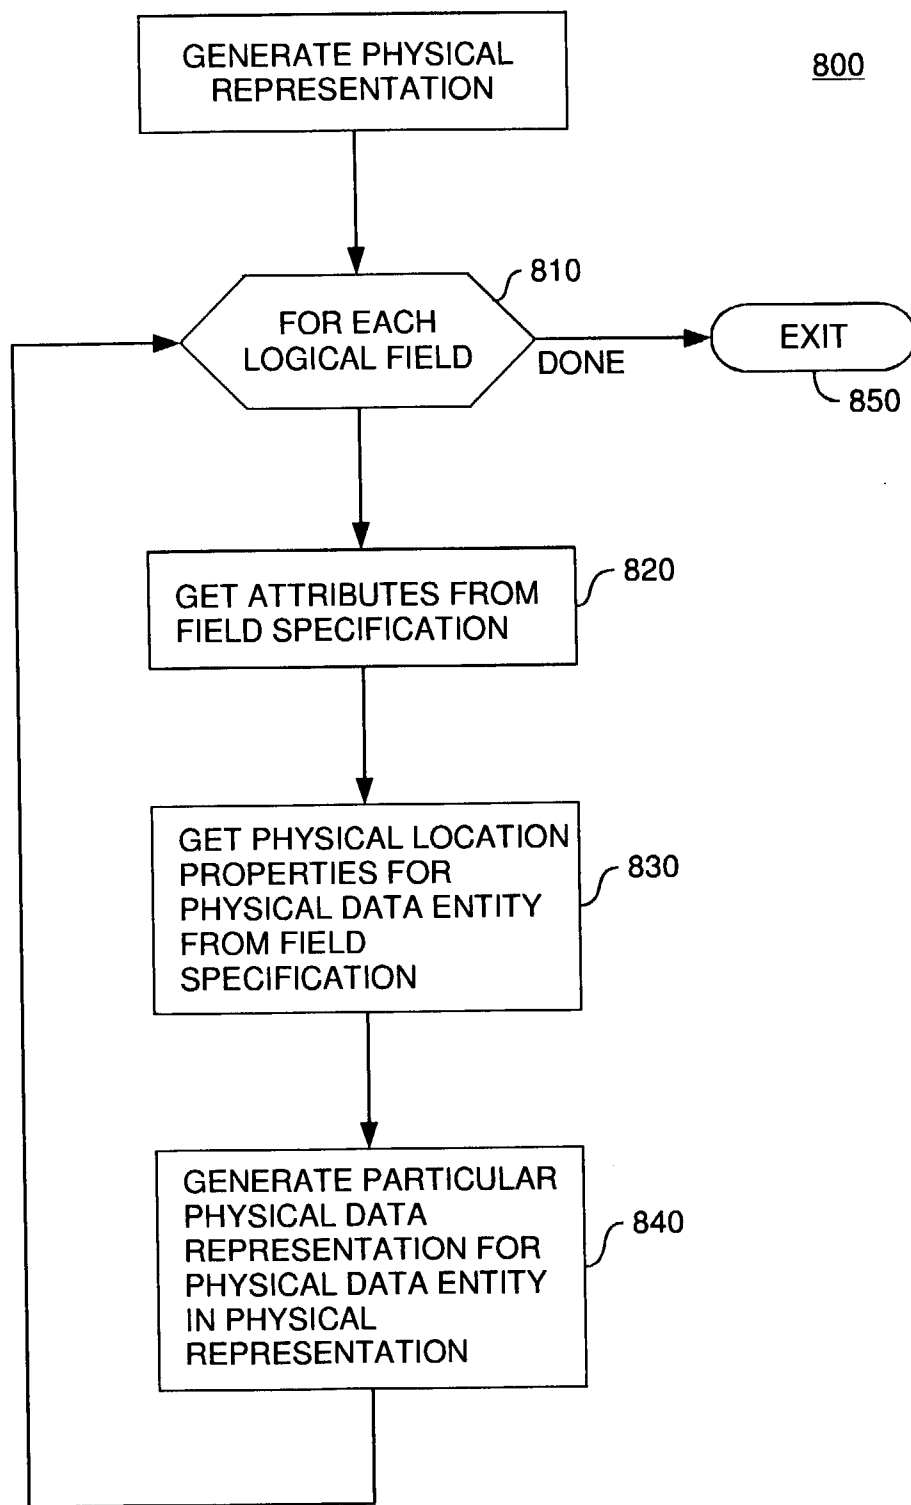 GENERATE PHYSICAL
REPRESENTATION
800
810
FOR EACH
LOGICAL FIELD
DONE
EXIT
850
820
GET ATTRIBUTES FROM
FIELD SPECIFICATION
GET PHYSICAL LOCATION
PROPERTIES FOR
PHYSICAL DATA ENTITY
FROM FIELD
SPECIFICATION
830
GENERATE PARTICULAR
PHYSICAL DATA
REPRESENTATION FOR
PHYSICAL DATA ENTITY
IN PHYSICAL
REPRESENTATION
840